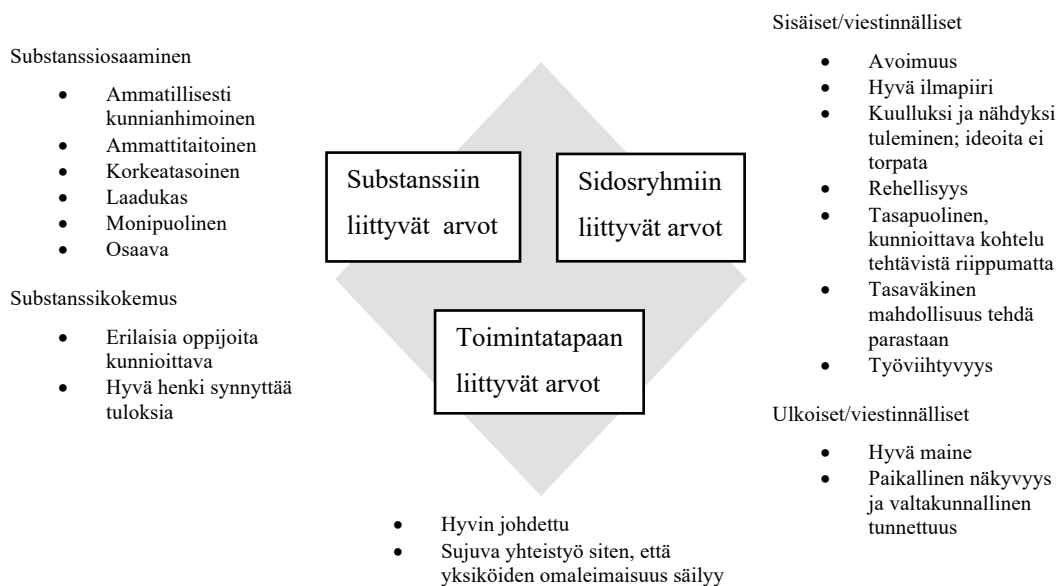 Substanssiosaaminen
• Ammatillisesti
kunnianhimoinen
• Ammattitaitoinen
• Korkeatasoinen
• Laadukas
• Monipuolinen
• Osaava
Substanssikokemus
• Erilaisia oppijoita
kunnioittava
• Hyvä henki synnyttää
tuloksia
Substanssiin
liittyvät arvot
Sidosryhmiin
liittyvät arvot
Toimintatapaan
liittyvät arvot
• Hyvin johdettu
• Sujuva yhteistyö siten, että
yksiköiden omaleimaisuus säilyy
Sisäiset/viestinnälliset
• Avoimuus
• Hyvä ilmapiiri
• Kuulluksi ja nähdyksi
tuleminen; ideoita ei
torpata
• Rehellisyys
• Tasapuolinen,
kunnioittava kohtelu
tehtävistä riippumatta
• Tasaväkinen
mahdollisuus tehdä
parastaan
• Työviihtyvyys
Ulkoiset/viestinnälliset
• Hyvä maine
• Paikallinen näkyvyys
ja valtakunnallinen
tunnettuus